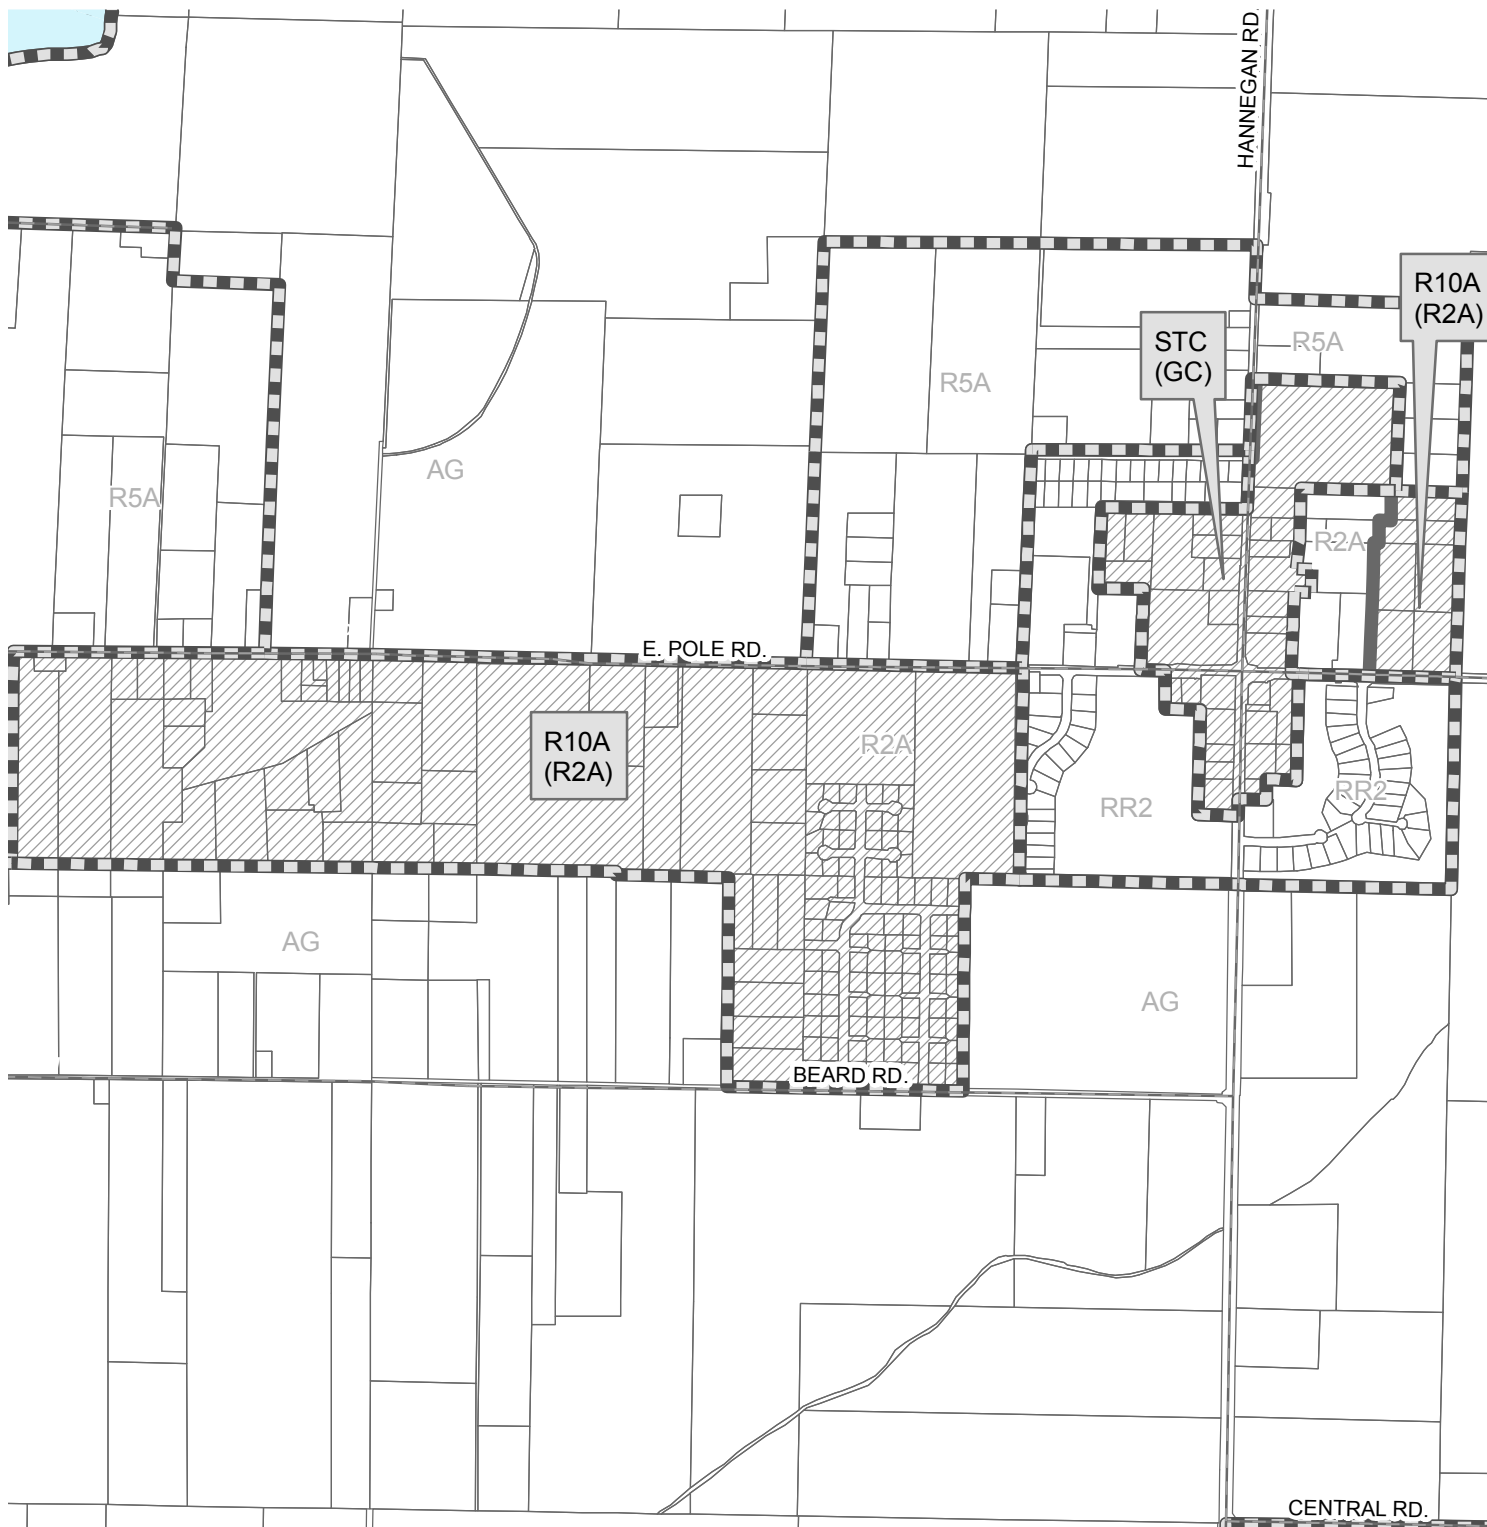 HANNEGAN RD.
R10A
(R2A)
STC
(GC)
R5A
R5A
AG
R5A
R2A
E. POLE RD.
R10A
(R2A)
R2A
RR2
RR2
AG
AG
BEARD RD.
CENTRAL RD.